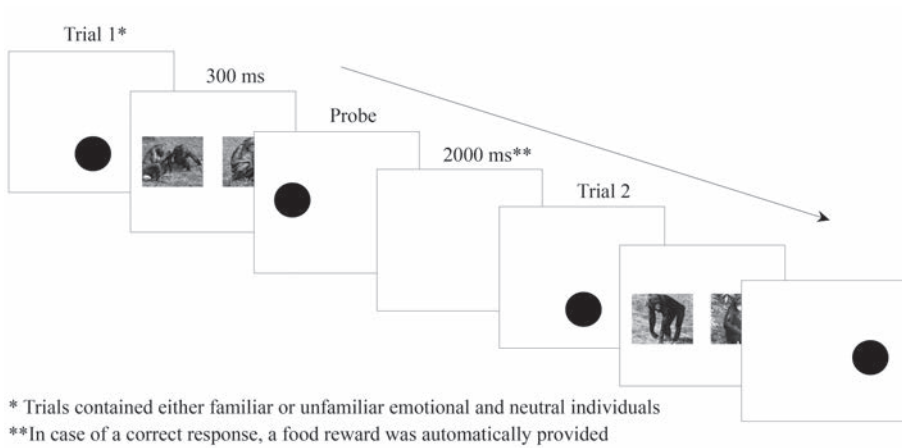 Trial 1*
300 ms
Probe
2000 ms**
Trial 2
* Trials contained either familiar or unfamiliar emotional and neutral individuals
**In case of a correct response, a food reward was automatically provided